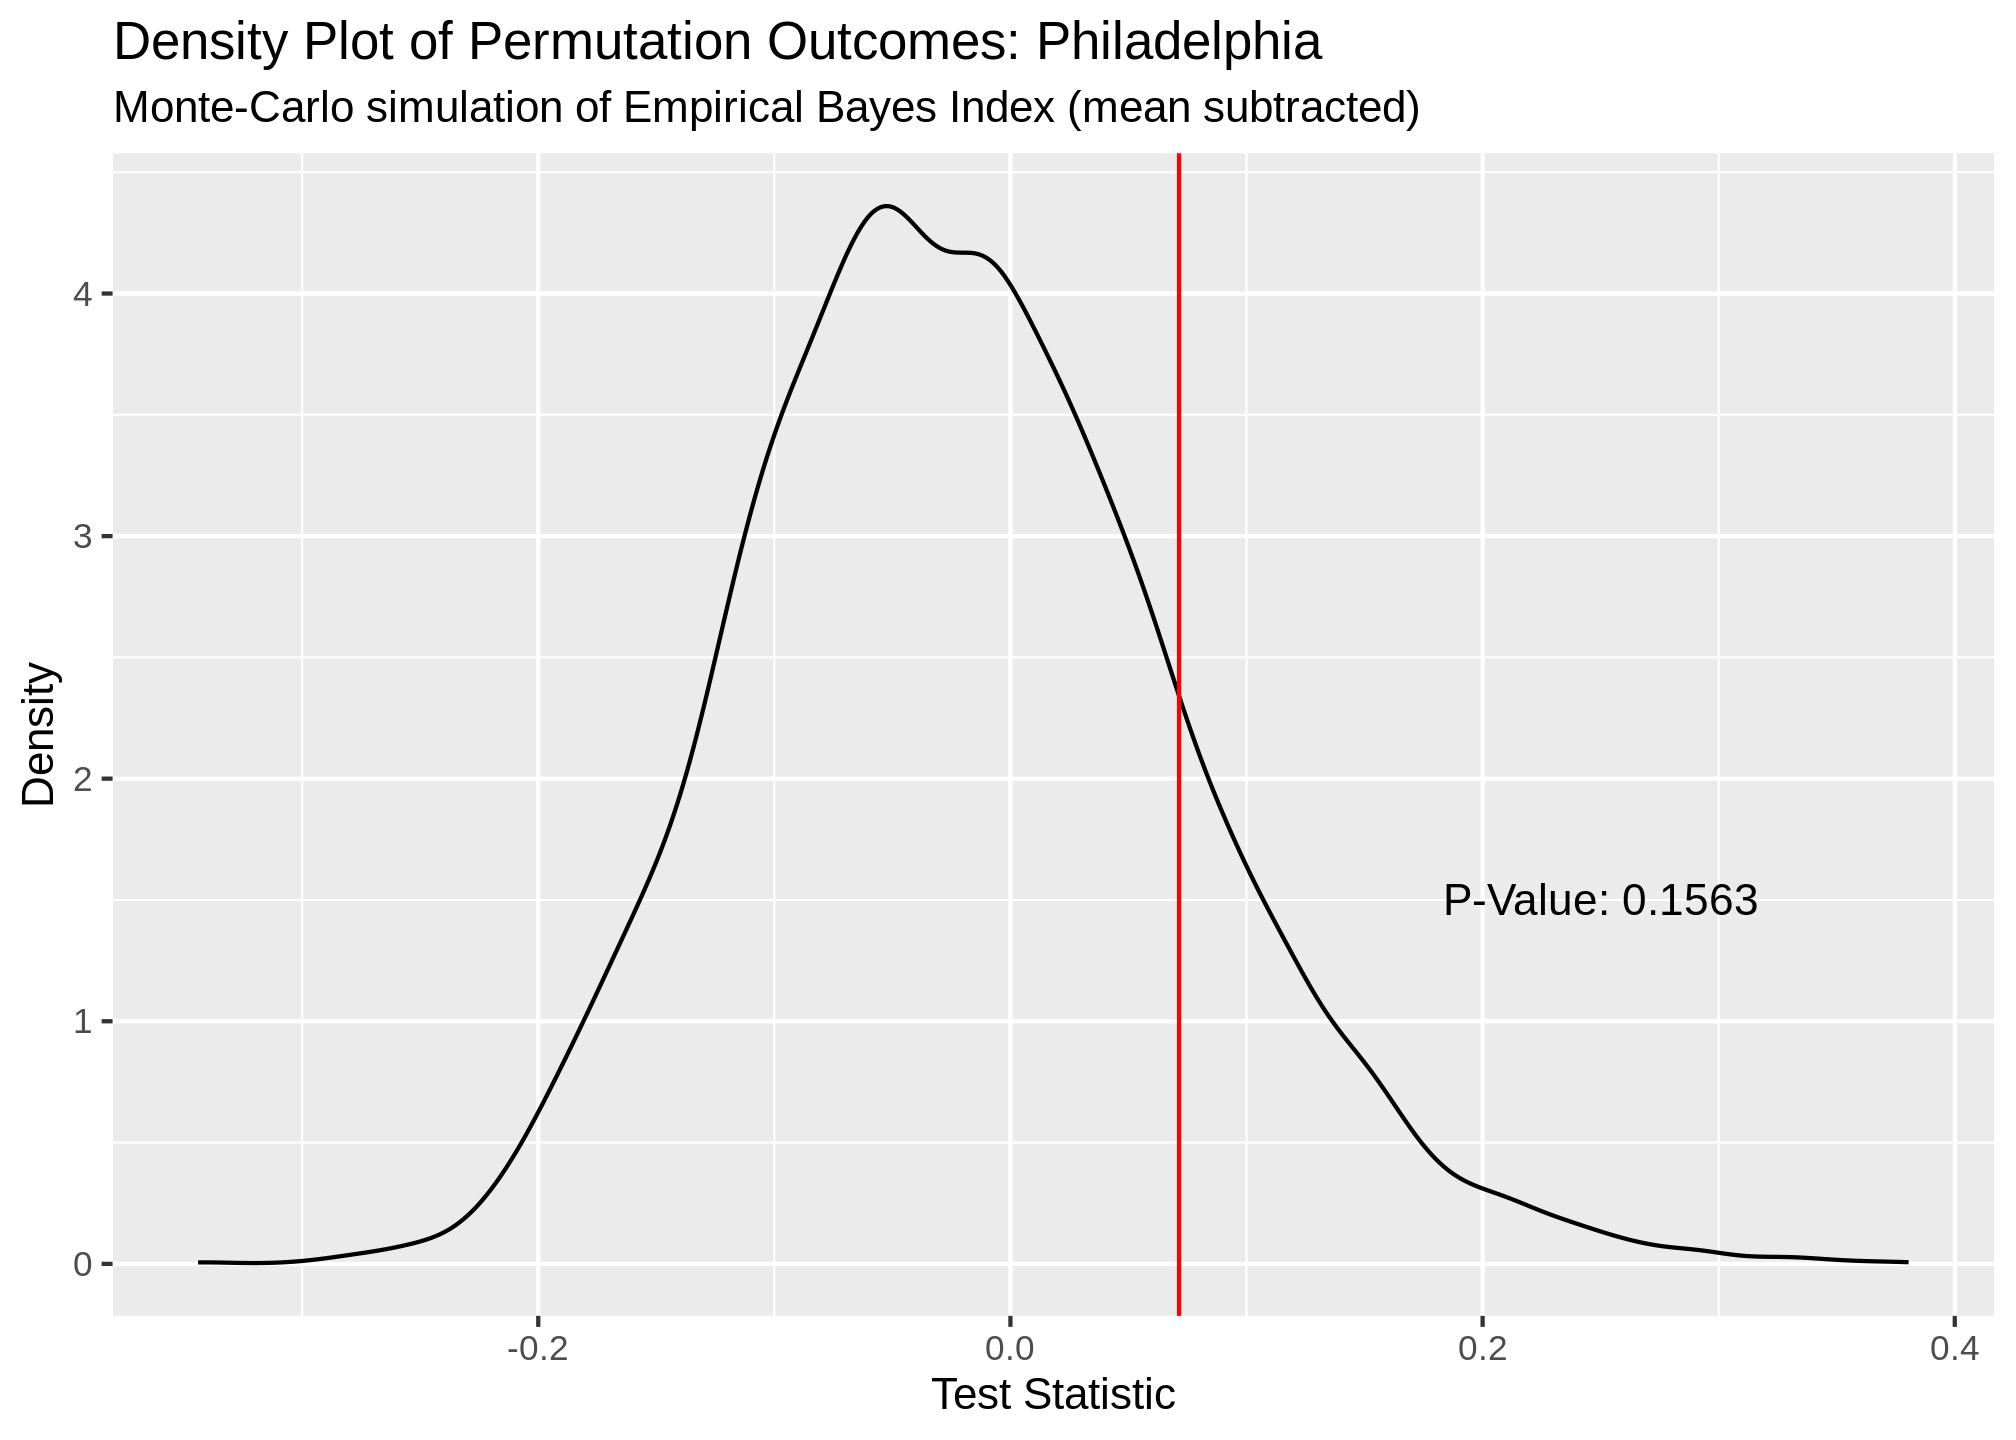 Density Plot of Permutation Outcomes: Philadelphia
Monte-Carlo simulation of Empirical Bayes Index (mean subtracted)
4
3
2
1
0
Density
P-Value: 0.1563
-0.2
0.0
0.2
0.4
Test Statistic